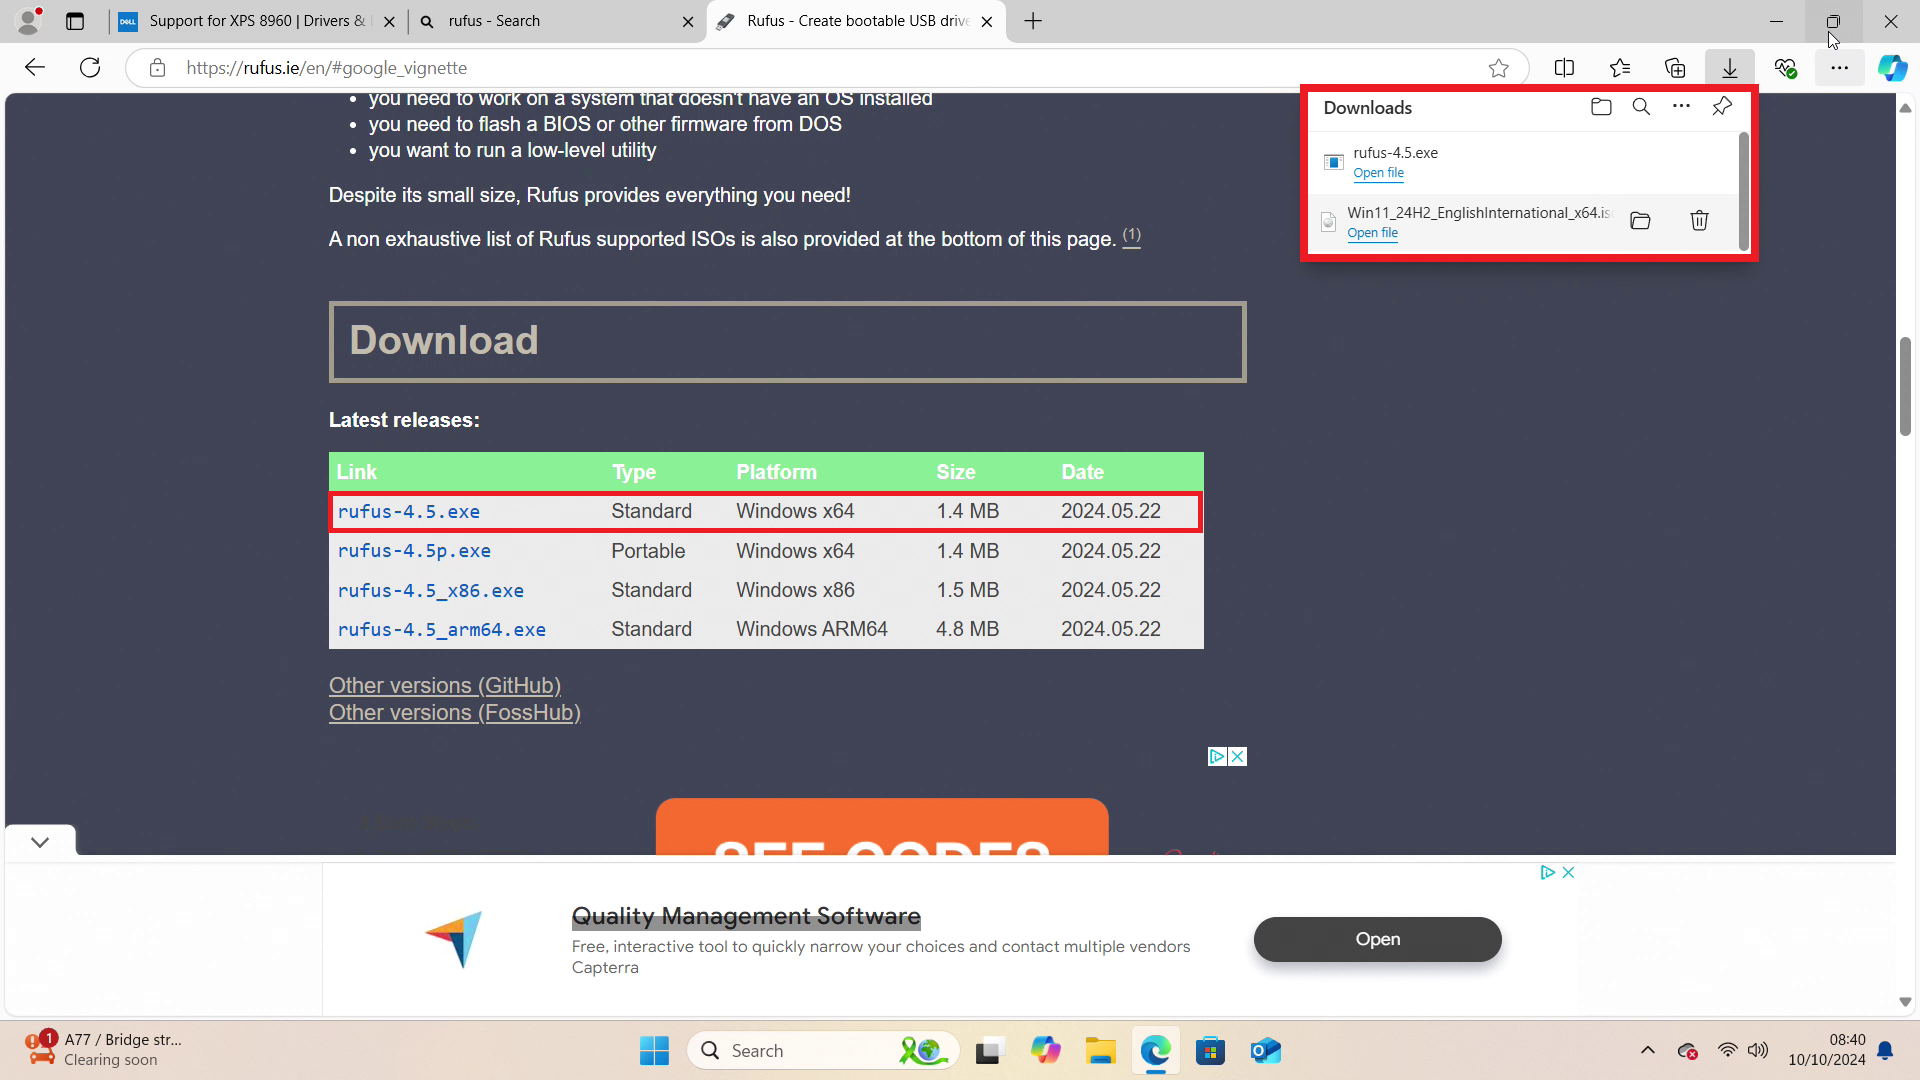 Support for XPS 8960 | Drivers &
rufus - Search
Rufus - Create bootable USB drive
https://rufus.ie/en/#google_vignette
you need to work on a system that doesn't have an OS installed
you need to flash a BIOS or other firmware from DOS
you want to run a low-level utility
Despite its small size, Rufus provides everything you need!
A non exhaustive list of Rufus supported ISOs is also provided at the bottom of this page. (1)
Downloads
rufus-4.5.exe
Open file
Win11_24H2_EnglishInternational_x64.is
Open file
Download
Latest releases:
Link Type Platform Size Date
rufus-4.5.exe Standard Windows x64 1.4 MB 2024.05.22
rufus-4.5p.exe Portable Windows x64 1.4 MB 2024.05.22
rufus-4.5_x86.exe Standard Windows x86 1.5 MB 2024.05.22
rufus-4.5_arm64.exe Standard Windows ARM64 4.8 MB 2024.05.22
Other versions (GitHub)
Other versions (FossHub)
SEE CODES
Quality Management Software
Free, interactive tool to quickly narrow your choices and contact multiple vendors
Capterra
Open
1
A77 / Bridge str...
Clearing soon
Search
08:40
10/10/2024